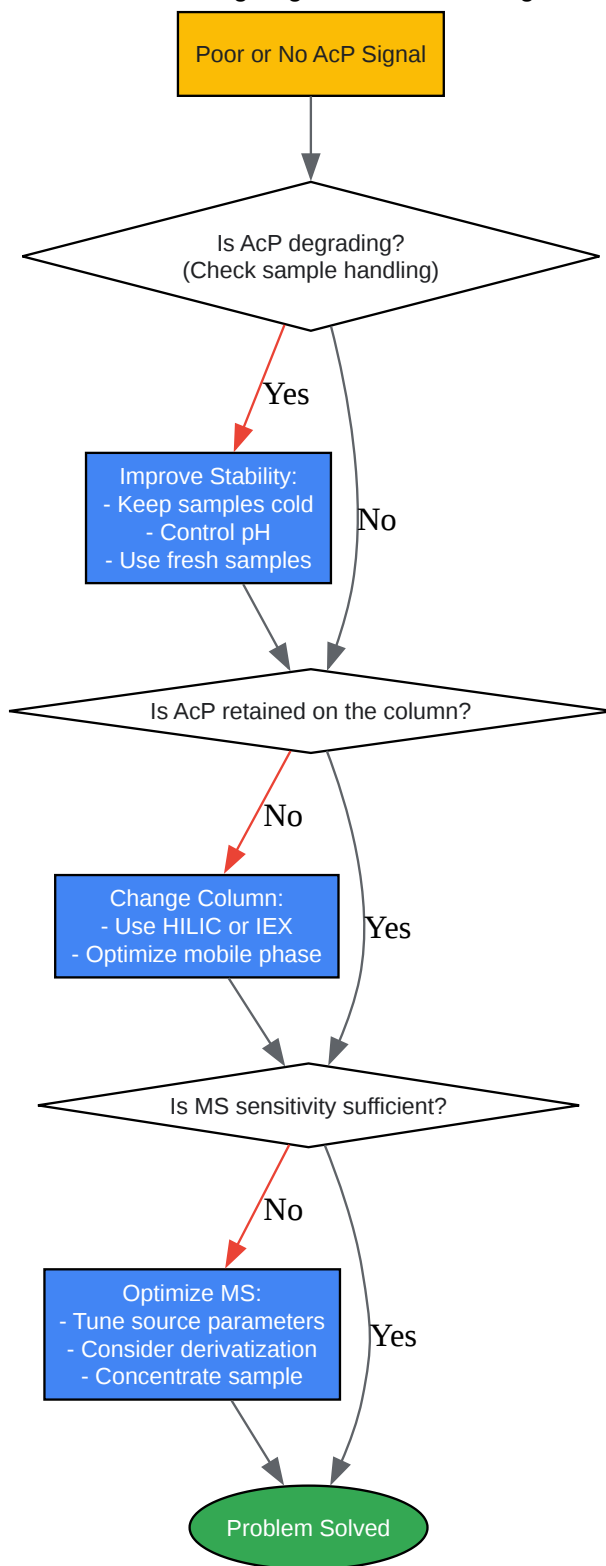 Poor or No AcP Signal
Is AcP degrading?
(Check sample handling)
Yes
Improve Stability:
- Keep samples cold
- Control pH
- Use fresh samples
No
Is AcP retained on the column?
No
Change Column:
- Use HILIC or IEX
- Optimize mobile phase
Yes
Is MS sensitivity sufficient?
No
Optimize MS:
- Tune source parameters
- Consider derivatization
- Concentrate sample
Yes
Problem Solved